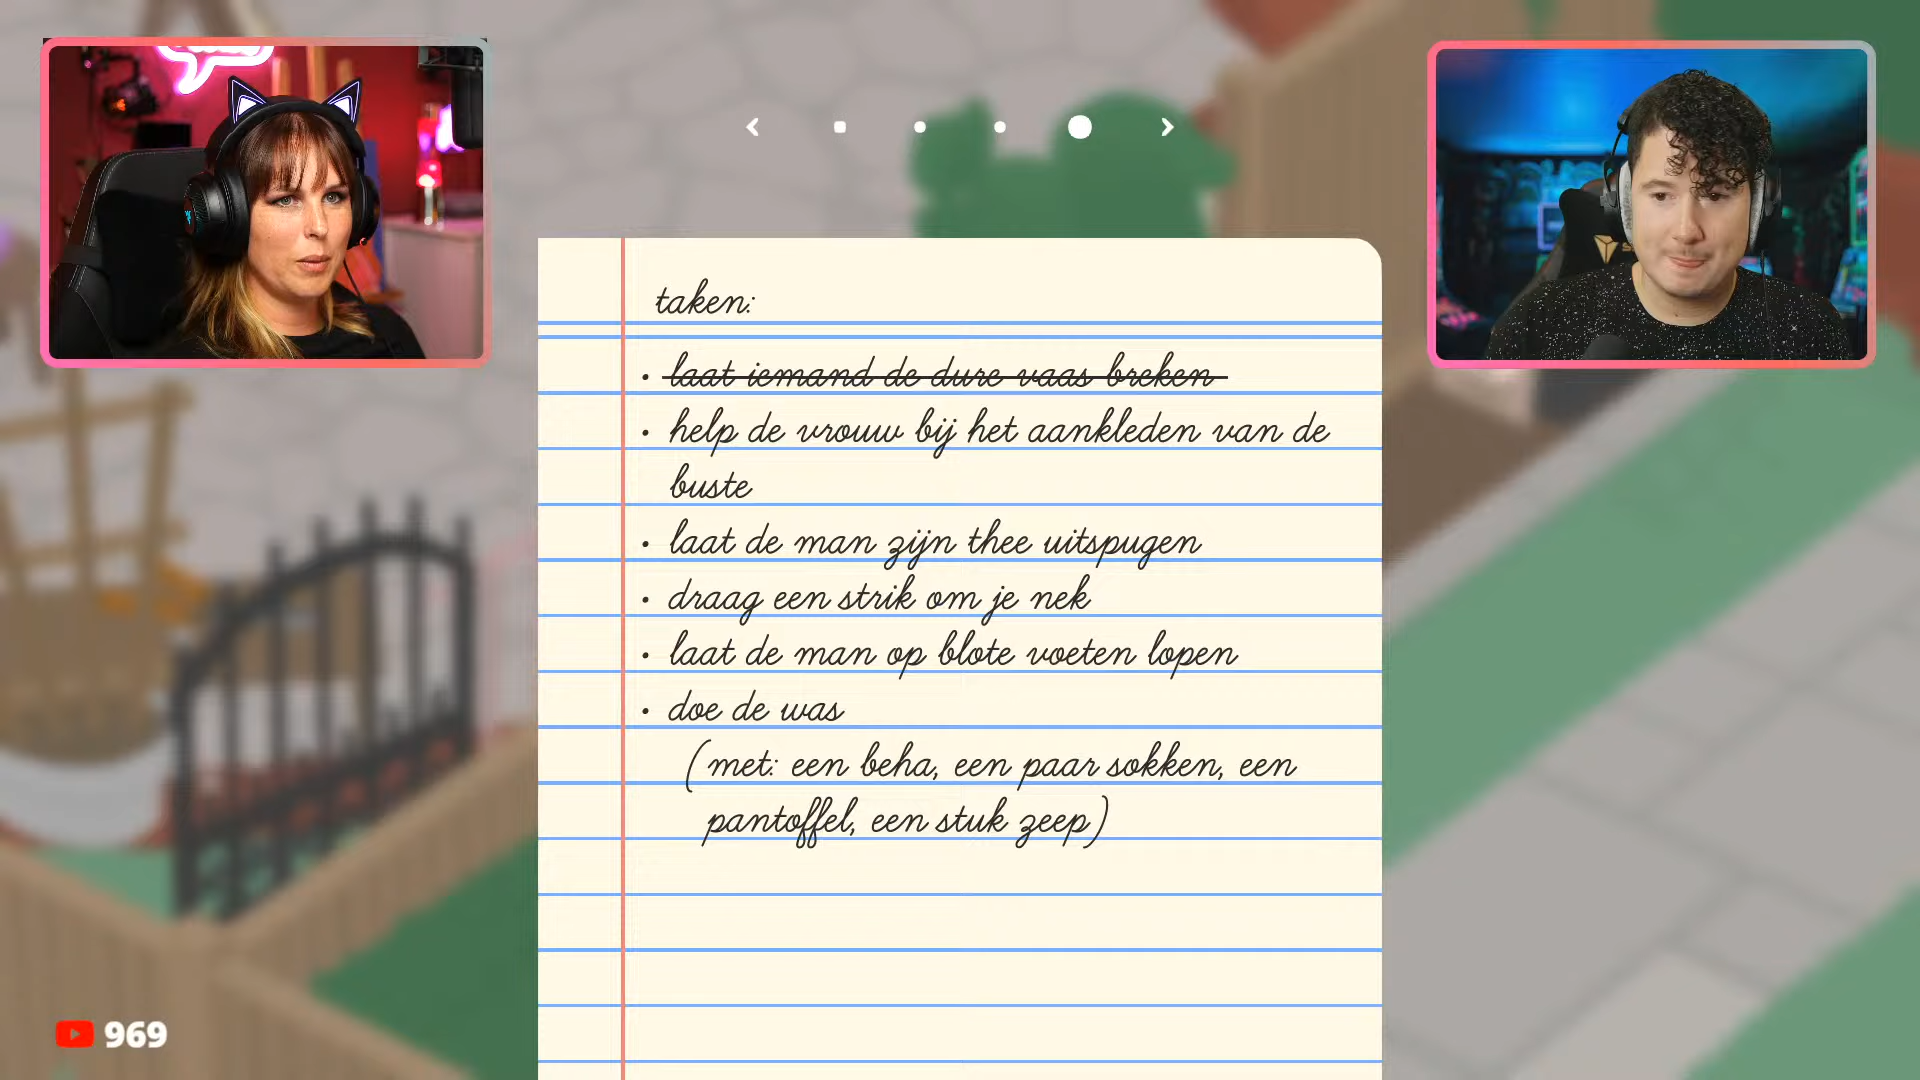 taken:
• laat iemand de dure vaas breken
• help de vrouw bij het aankleden van de
buste
• laat de man zijn thee uitspugen
• draag een strik om je nek
• laat de man op blote voeten lopen
• doe de was
(met: een beha, een paar sokken, een
pantoffel, een stuk zeep)
969